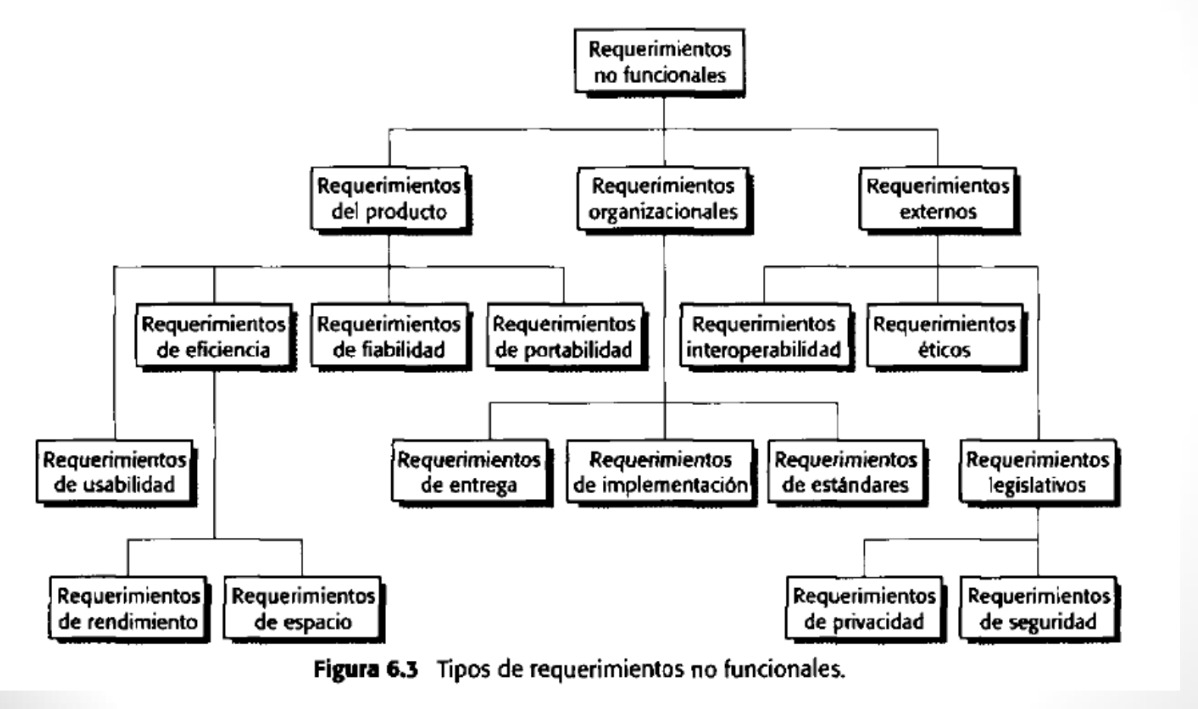 Requerimientos
no funcionales
Requerimientos
del producto
Requerimientos
organizacionales
Requerimientos
externos
Requerimientos
de eficiencia
Requerimientos
de fiabilidad
Requerimientos
de portabilidad
Requerimientos
interoperabilidad
Requerimientos
éticos
Requerimientos
de usabilidad
Requerimientos
de entrega
Requerimientos
de implementación
Requerimientos
de estándares
Requerimientos
legislativos
Requerimientos
de rendimiento
Requerimientos
de espacio
Requerimientos
de privacidad
Requerimientos
de seguridad
Figura 6.3 Tipos de requerimientos no funcionales.